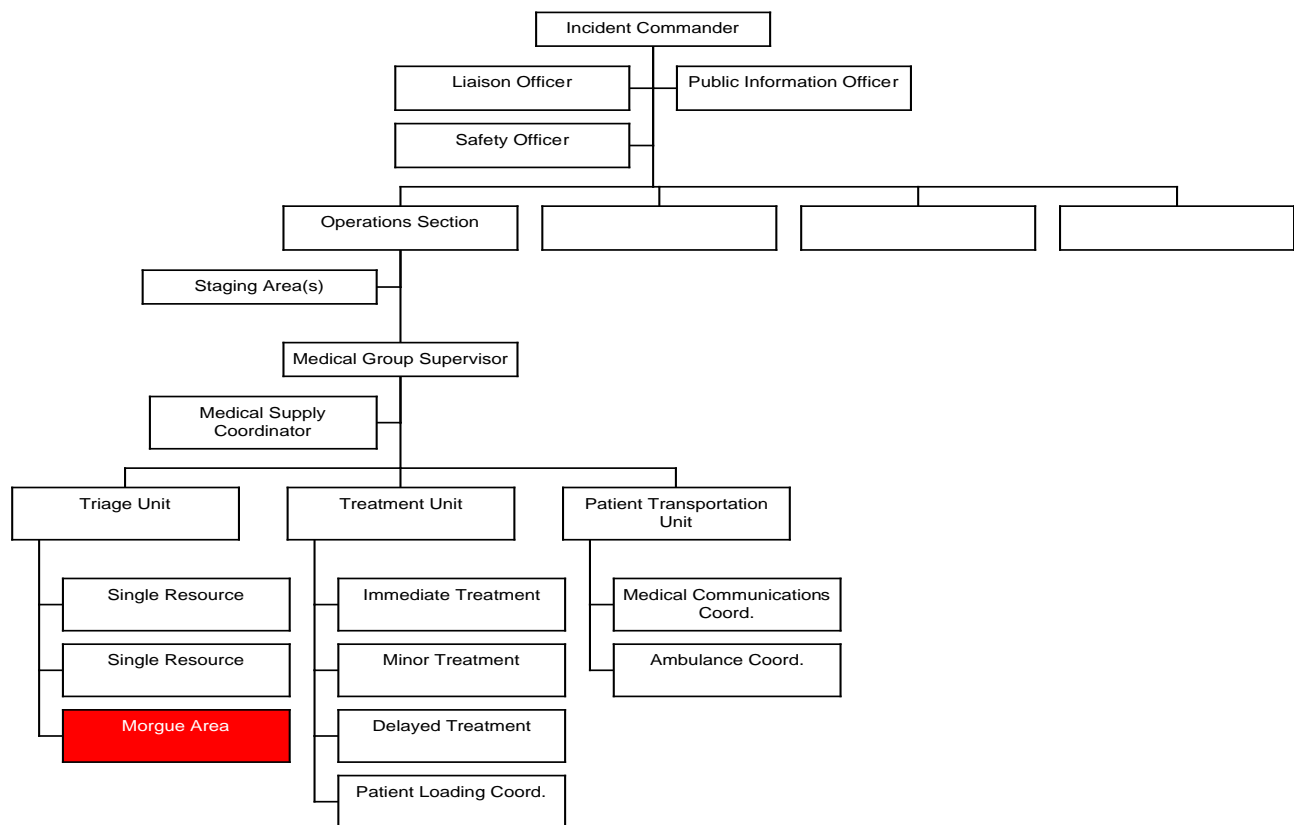 Incident Commander
Liaison Officer
Public Information Officer
Safety Officer
Operations Section
Staging Area(s)
Medical Group Supervisor
Medical Supply
Coordinator
Triage Unit
Treatment Unit
Patient Transportation
Unit
Single Resource
Immediate Treatment
Medical Communications
Coord.
Single Resource
Minor Treatment
Ambulance Coord.
Morgue Area
Delayed Treatment
Patient Loading Coord.